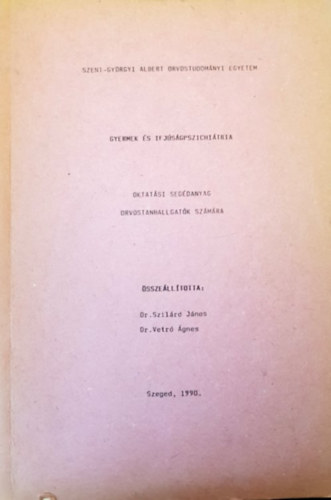 SZENT-GYÖRGYI ALBERT ORVOSTUDOMÁNYI EGYETEM
GYERMEK ÉS IFJÚSÁGPSZICHIÁTRIA
OKTATÁSI SEGÉDANYAG
ORVOSTANHALLGATÓK SZÁMÁRA
ÖSSZEÁLLÍTOTTA:
Dr.Szilárd János
Dr.Vetró Ágnes
Szeged, 1990.